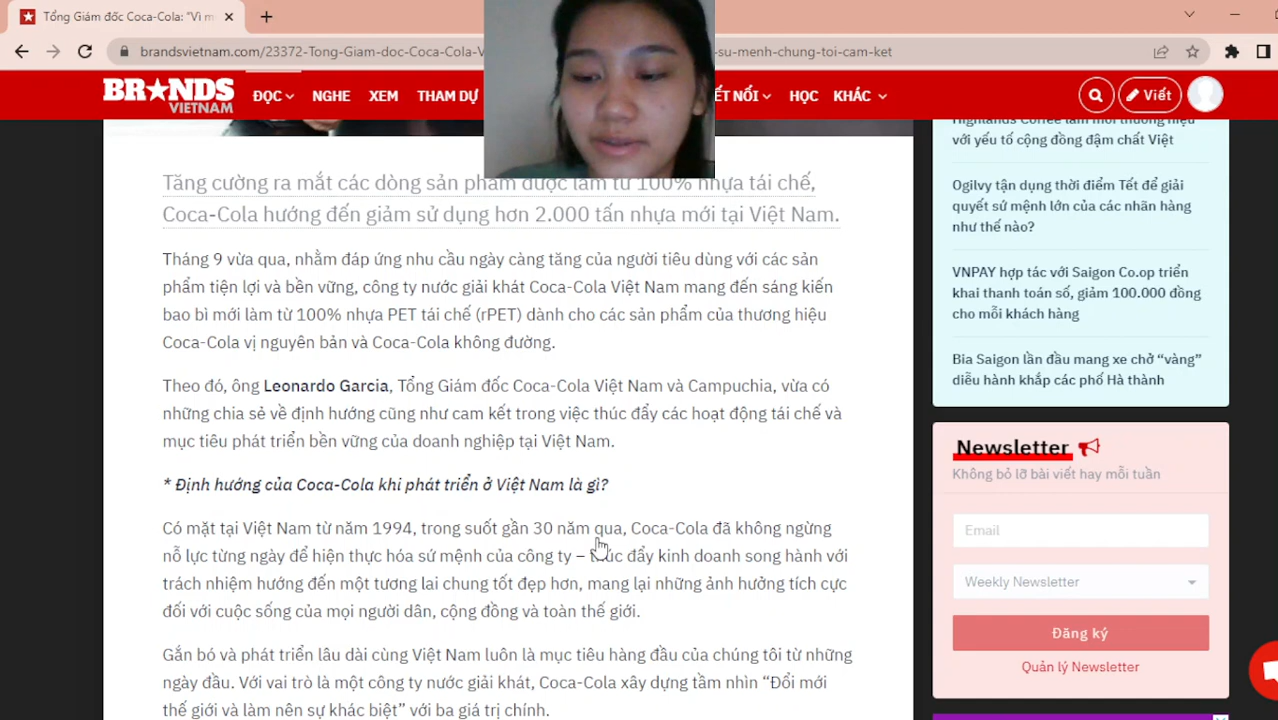 Tổng Giám đốc Coca-Cola: "Vì m
brandsvietnam.com/23372-Tong-Giam-doc-Coca-Cola-V
su-menh-chung-toi-cam-ket
BRANDS
VIETNAM
ĐỌC
NGHE
XEM
THAM DỰ
ẾT NỐI
HỌC
KHÁC
Viết
Tăng cường ra mắt các dòng sản phẩm được làm từ 100% nhựa tái chế,
Coca-Cola hướng đến giảm sử dụng hơn 2.000 tấn nhựa mới tại Việt Nam.
Tháng 9 vừa qua, nhằm đáp ứng nhu cầu ngày càng tăng của người tiêu dùng với các sản
phẩm tiện lợi và bền vững, công ty nước giải khát Coca-Cola Việt Nam mang đến sáng kiến
bao bì mới làm từ 100% nhựa PET tái chế (rPET) dành cho các sản phẩm của thương hiệu
Coca-Cola vị nguyên bản và Coca-Cola không đường.
Theo đó, ông Leonardo Garcia, Tổng Giám đốc Coca-Cola Việt Nam và Campuchia, vừa có
những chia sẻ về định hướng cũng như cam kết trong việc thúc đẩy các hoạt động tái chế và
mục tiêu phát triển bền vững của doanh nghiệp tại Việt Nam.
* Định hướng của Coca-Cola khi phát triển ở Việt Nam là gì?
Có mặt tại Việt Nam từ năm 1994, trong suốt gần 30 năm qua, Coca-Cola đã không ngừng
nỗ lực từng ngày để hiện thực hóa sứ mệnh của công ty – thúc đẩy kinh doanh song hành với
trách nhiệm hướng đến một tương lai chung tốt đẹp hơn, mang lại những ảnh hưởng tích cực
đối với cuộc sống của mọi người dân, cộng đồng và toàn thế giới.
Gắn bó và phát triển lâu dài cùng Việt Nam luôn là mục tiêu hàng đầu của chúng tôi từ những
ngày đầu. Với vai trò là một công ty nước giải khát, Coca-Cola xây dựng tầm nhìn “Đổi mới
thế giới và làm nên sự khác biệt” với ba giá trị chính.
Highlands Coffee làm mới thương hiệu
với yếu tố cộng đồng đậm chất Việt
Ogilvy tận dụng thời điểm Tết để giải
quyết sứ mệnh lớn của các nhãn hàng
như thế nào?
VNPAY hợp tác với Saigon Co.op triển
khai thanh toán số, giảm 100.000 đồng
cho mỗi khách hàng
Bia Saigon lần đầu mang xe chở “vàng”
diễu hành khắp các phố Hà thành
Newsletter
Không bỏ lỡ bài viết hay mỗi tuần
Email
Weekly Newsletter
Đăng ký
Quản lý Newsletter